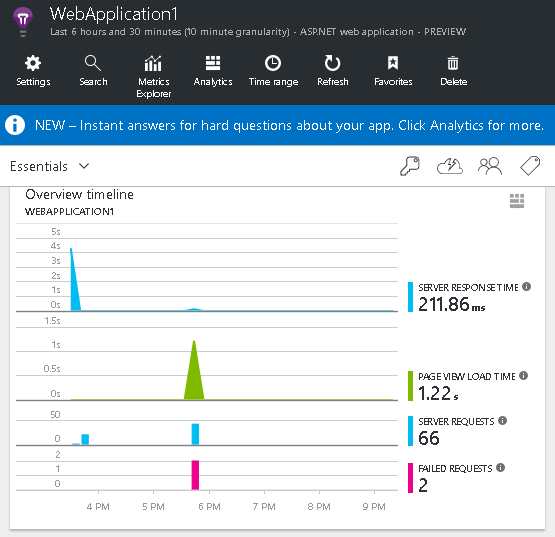 WebApplication1
Last 6 hours and 30 minutes (10 minute granularity) - ASP.NET web application - PREVIEW
Settings
Search
Metrics
Explorer
Analytics
Time range
Refresh
Favorites
Delete
NEW – Instant answers for hard questions about your app. Click Analytics for more.
Essentials
Overview timeline
WEBAPPLICATION1
5s
4s
3s
2s
1s
0s
SERVER RESPONSE TIME
211.86 ms
1.5s
1s
0.5s
0s
PAGE VIEW LOAD TIME
1.22 s
50
0
SERVER REQUESTS
66
2
1
0
FAILED REQUESTS
2
4 PM 5 PM 6 PM 7 PM 8 PM 9 PM